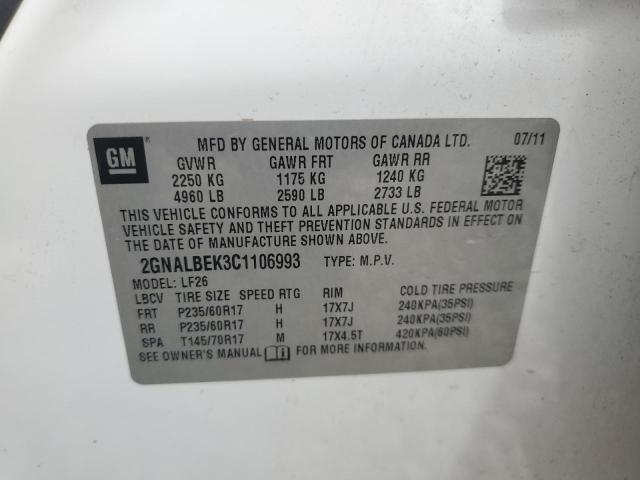 GM
MFD BY GENERAL MOTORS OF CANADA LTD. 07/11
GVWR GAWR FRT GAWR RR
2250 KG 1175 KG 1240 KG
4960 LB 2590 LB 2733 LB
THIS VEHICLE CONFORMS TO ALL APPLICABLE U.S. FEDERAL MOTOR
VEHICLE SAFETY AND THEFT PREVENTION STANDARDS IN EFFECT ON
THE DATE OF MANUFACTURE SHOWN ABOVE.
2GNALBEK3C1106993 TYPE: M.P.V.
MODEL: LF26
LBCV TIRE SIZE SPEED RTG RIM COLD TIRE PRESSURE
FRT P235/60R17 H 17X7J 240KPA(35PSI)
RR P235/60R17 H 17X7J 240KPA(35PSI)
SPA T145/70R17 M 17X4.5T 420KPA(60PSI)
SEE OWNER'S MANUAL FOR MORE INFORMATION.